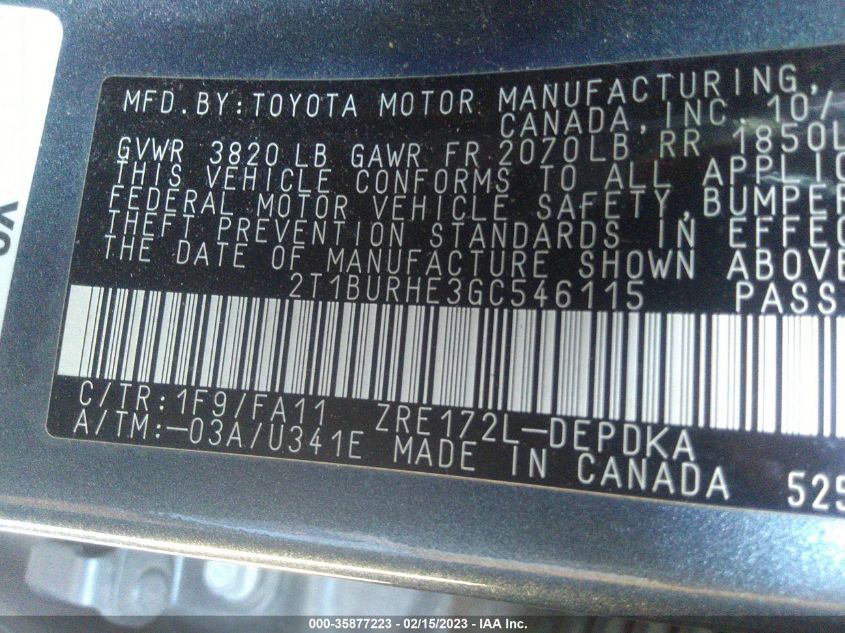 MFD.BY:TOYOTA MOTOR MANUFACTURING,
CANADA, INC. 10/
GVWR 3820 LB GAWR FR 2070LB RR 1850L
THIS VEHICLE CONFORMS TO ALL APPLIC
FEDERAL MOTOR VEHICLE SAFETY, BUMPER
THEFT PREVENTION STANDARDS IN EFFEC
THE DATE OF MANUFACTURE SHOWN ABOVE
2T1BURHE3GC546115 PASS
C/TR:1F9/FA11 ZRE172L-DEPDKA
A/TM:-03A/U341E MADE IN CANADA 525
000-35877223 — 02/15/2023 — IAA Inc.